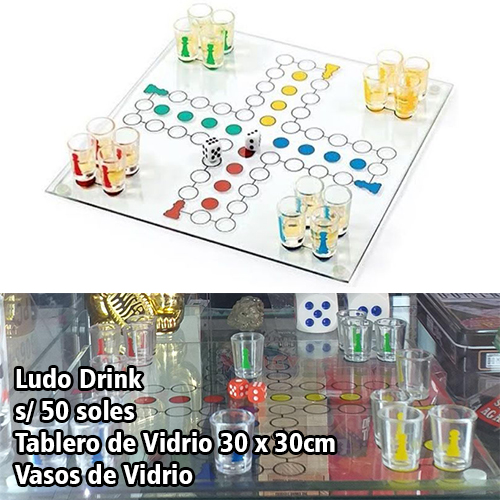 Ludo Drink
s/ 50 soles
Tablero de Vidrio 30 x 30cm
Vasos de Vidrio